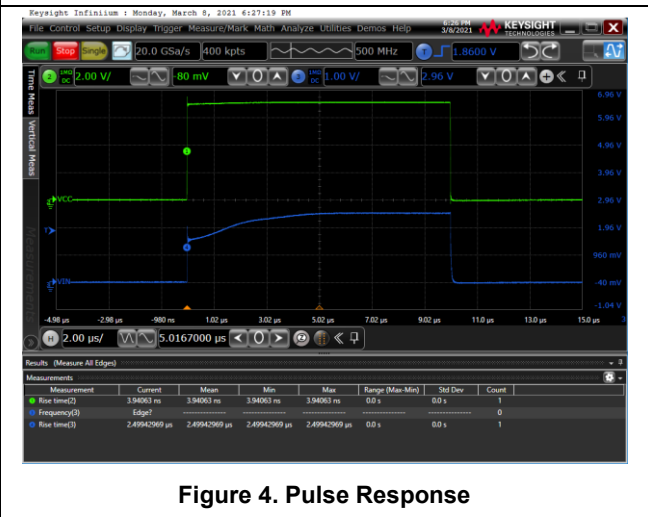 Keysight Infiniium : Monday, March 8, 2021 6:27:19 PM
File Control Setup Display Trigger Measure/Mark Math Analyze Utilities Demos Help 6:26 PM 3/8/2021 KEYSIGHT TECHNOLOGIES
Run Stop Single 20.0 GSa/s 400 kpts 500 MHz T 1.8600 V
2 1MΩ DC 2.00 V/ -80 mV 3 1MΩ DC 1.00 V/ 2.96 V
Time Meas
Vertical Meas
Measurements
6.96 V
5.96 V
4.96 V
3.96 V
VCC 2.96 V
1.96 V
960 mV
VIN -40 mV
-1.04 V
-4.98 µs -2.98 µs -980 ns 1.02 µs 3.02 µs 5.02 µs 7.02 µs 9.02 µs 11.0 µs 13.0 µs 15.0 µs 3
H 2.00 µs/ 5.0167000 µs
Results (Measure All Edges)
Measurements
Measurement Current Mean Min Max Range (Max-Min) Std Dev Count
Rise time(2) 3.94063 ns 3.94063 ns 3.94063 ns 3.94063 ns 0.0 s 0.0 s 1
Frequency(3) Edge? --------------- --------------- --------------- --------------- --------------- 0
Rise time(3) 2.49942969 µs 2.49942969 µs 2.49942969 µs 2.49942969 µs 0.0 s 0.0 s 1
Figure 4. Pulse Response